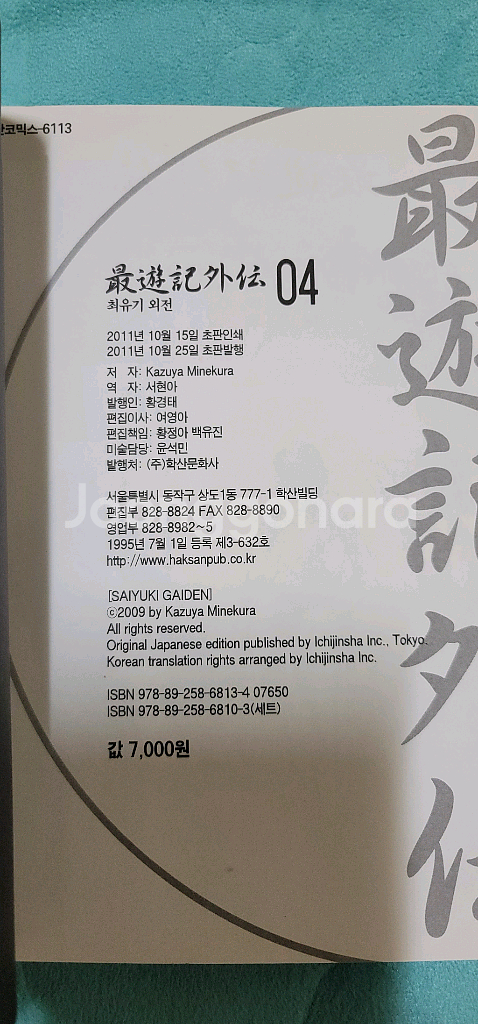 코믹스-6113
最遊記外伝 04
최유기 외전
2011년 10월 15일 초판인쇄
2011년 10월 25일 초판발행
저 자: Kazuya Minekura
역 자: 서현아
발행인: 황경태
편집이사: 여영아
편집책임: 황정아 백유진
미술담당: 윤석민
발행처: (주)학산문화사
서울특별시 동작구 상도1동 777-1 학산빌딩
편집부 828-8824 FAX 828-8890
영업부 828-8982~5
1995년 7월 1일 등록 제3-632호
http://www.haksanpub.co.kr
[SAIYUKI GAIDEN]
ⓒ2009 by Kazuya Minekura
All rights reserved.
Original Japanese edition published by Ichijinsha Inc., Tokyo.
Korean translation rights arranged by Ichijinsha Inc.
ISBN 978-89-258-6813-4 07650
ISBN 978-89-258-6810-3(세트)
값 7,000원
最遊記外伝
Joonggonara